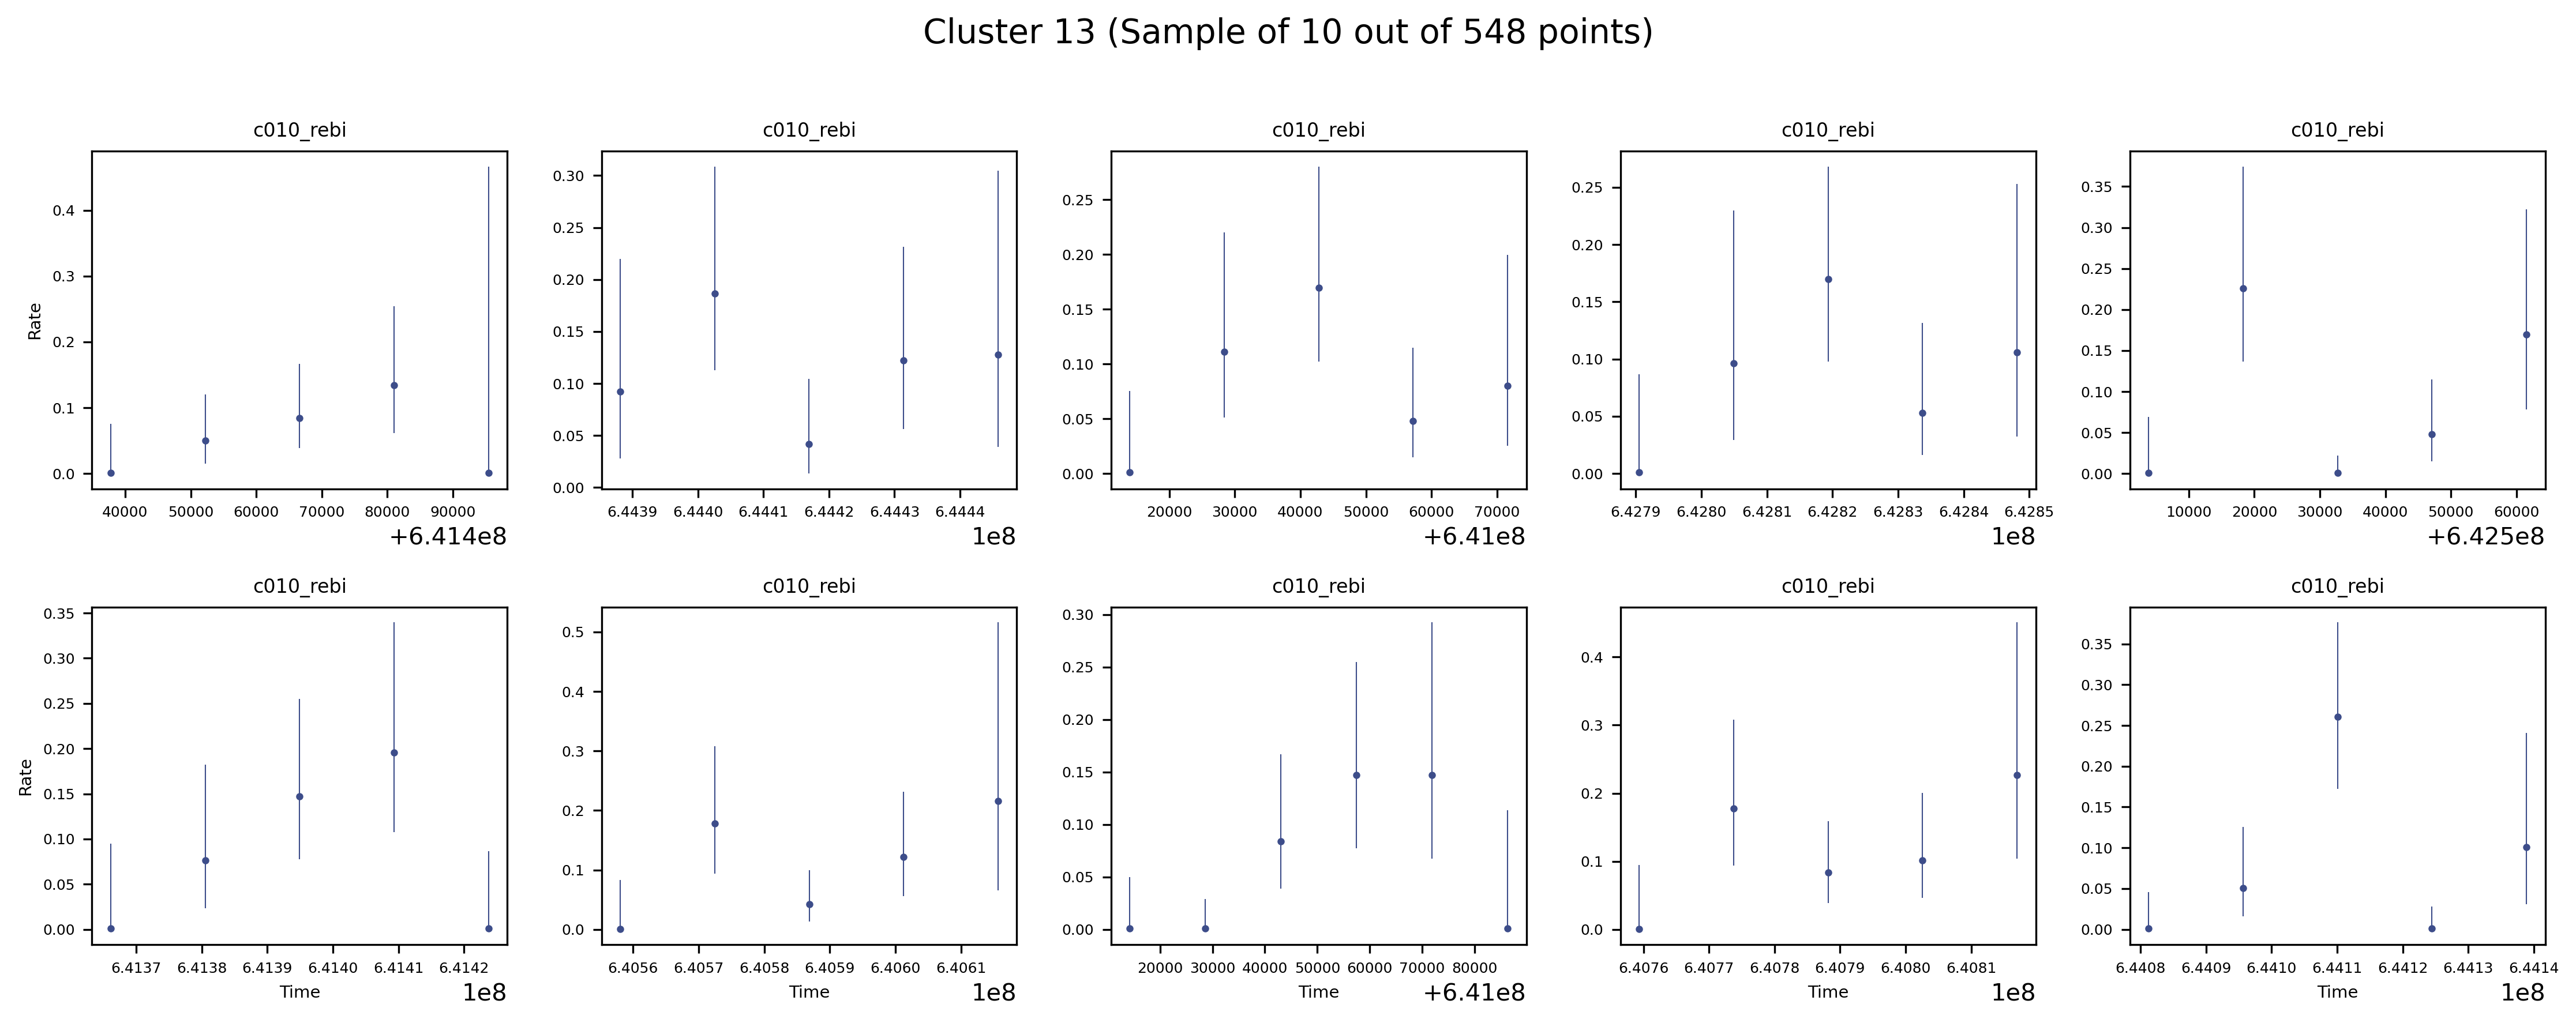 Cluster 13 (Sample of 10 out of 548 points)
c010_rebi c010_rebi c010_rebi c010_rebi c010_rebi
Rate
0.4 0.3 0.2 0.1 0.0
40000 50000 60000 70000 80000 90000
+6.414e8
0.30 0.25 0.20 0.15 0.10 0.05 0.00
6.4439 6.4440 6.4441 6.4442 6.4443 6.4444
1e8
0.25 0.20 0.15 0.10 0.05 0.00
20000 30000 40000 50000 60000 70000
+6.41e8
0.25 0.20 0.15 0.10 0.05 0.00
6.4279 6.4280 6.4281 6.4282 6.4283 6.4284 6.4285
1e8
0.35 0.30 0.25 0.20 0.15 0.10 0.05 0.00
10000 20000 30000 40000 50000 60000
+6.425e8
c010_rebi c010_rebi c010_rebi c010_rebi c010_rebi
Rate
0.35 0.30 0.25 0.20 0.15 0.10 0.05 0.00
6.4137 6.4138 6.4139 6.4140 6.4141 6.4142
Time 1e8
0.5 0.4 0.3 0.2 0.1 0.0
6.4056 6.4057 6.4058 6.4059 6.4060 6.4061
Time 1e8
0.30 0.25 0.20 0.15 0.10 0.05 0.00
20000 30000 40000 50000 60000 70000 80000
Time +6.41e8
0.4 0.3 0.2 0.1 0.0
6.4076 6.4077 6.4078 6.4079 6.4080 6.4081
Time 1e8
0.35 0.30 0.25 0.20 0.15 0.10 0.05 0.00
6.4408 6.4409 6.4410 6.4411 6.4412 6.4413 6.4414
Time 1e8